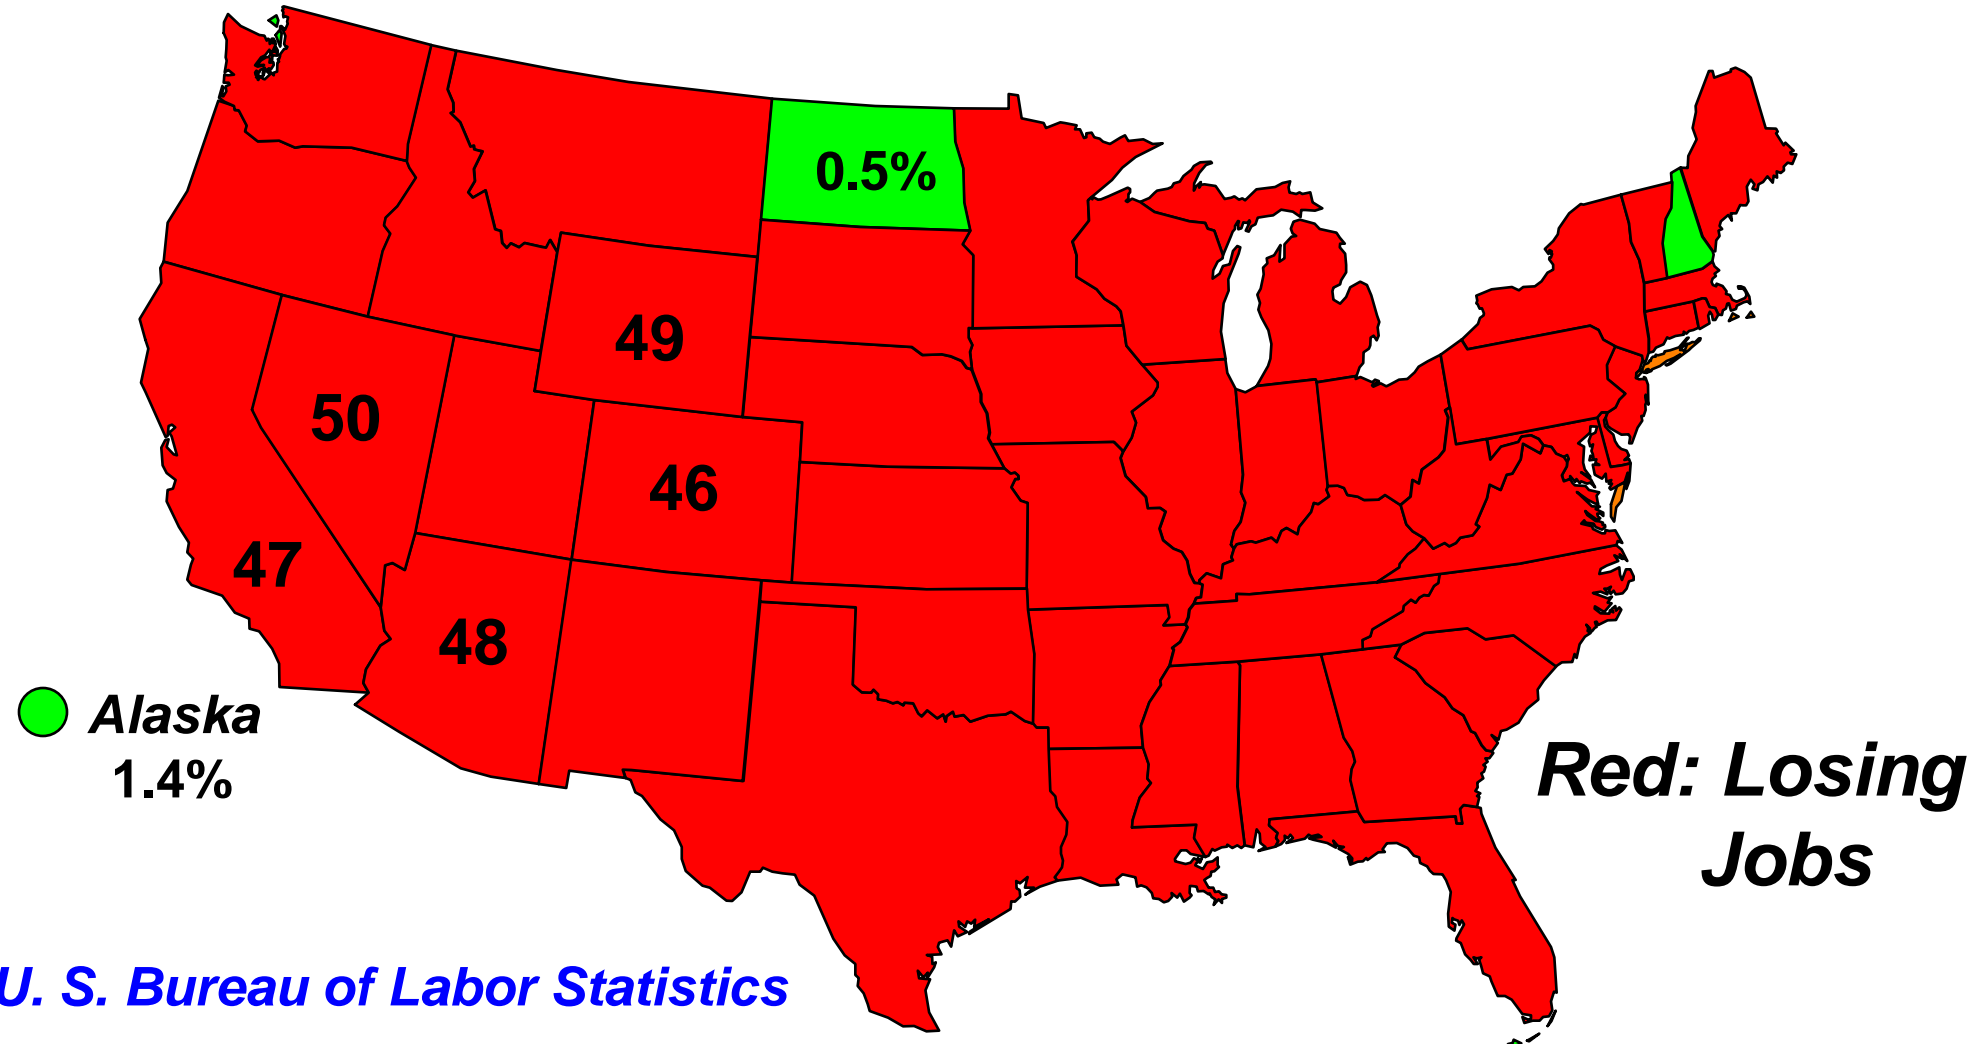 0.5%
49
50
46
47
48
Alaska
1.4%
Red: Losing
Jobs
U. S. Bureau of Labor Statistics